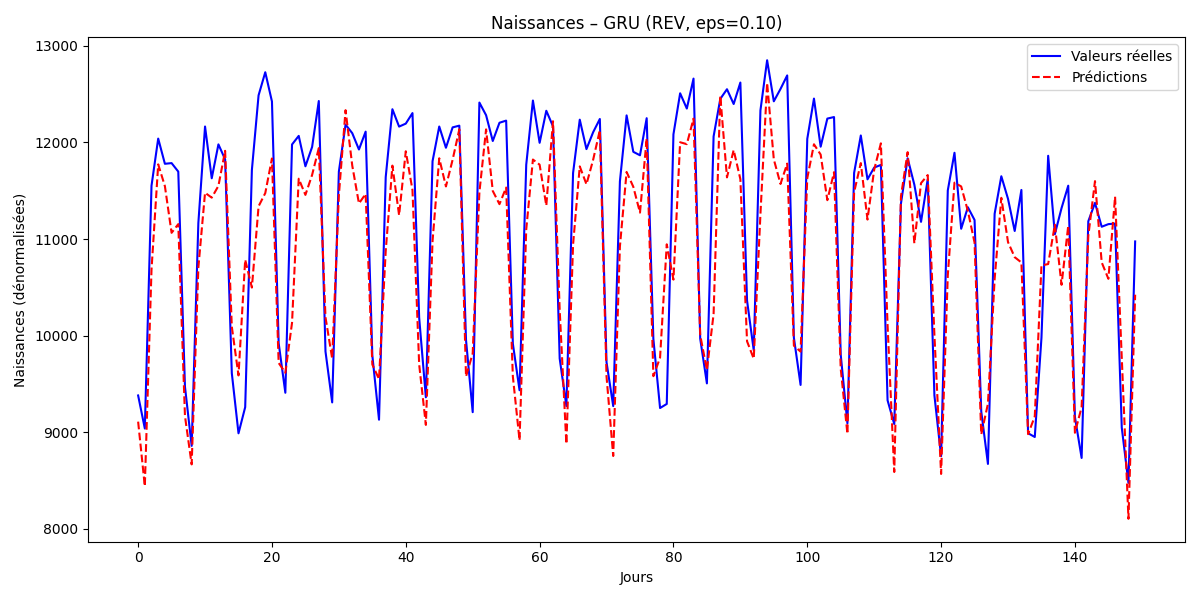 Naissances – GRU (REV, eps=0.10)
Valeurs réelles
Prédictions
Naissances (dénormalisées)
13000
12000
11000
10000
9000
8000
0 20 40 60 80 100 120 140
Jours